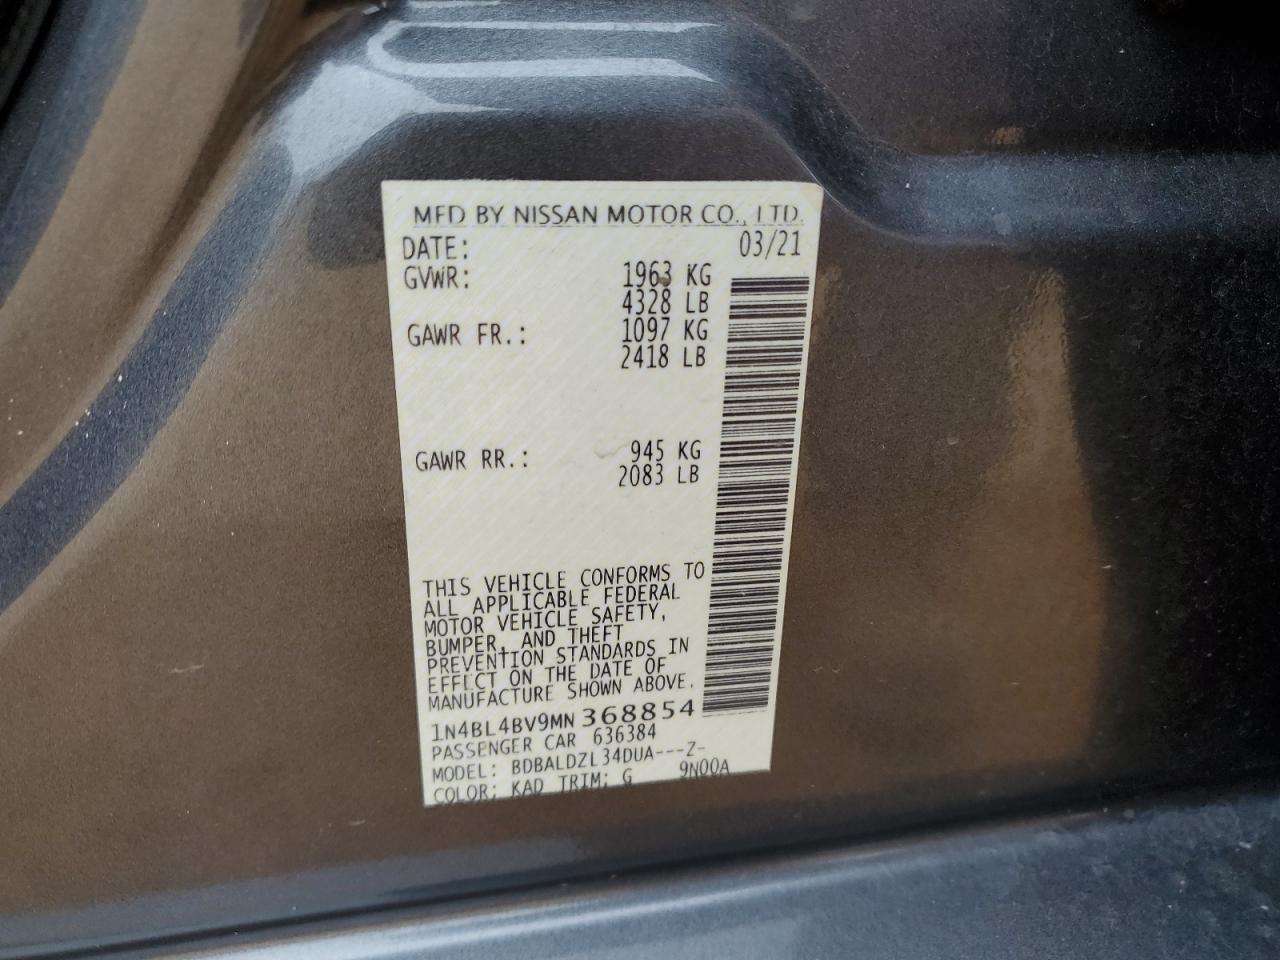 MFD BY NISSAN MOTOR CO., LTD.
DATE: 03/21
GVWR: 1963 KG
4328 LB
GAWR FR.: 1097 KG
2418 LB
GAWR RR.: 945 KG
2083 LB
THIS VEHICLE CONFORMS TO
ALL APPLICABLE FEDERAL
MOTOR VEHICLE SAFETY,
BUMPER, AND THEFT
PREVENTION STANDARDS IN
EFFECT ON THE DATE OF
MANUFACTURE SHOWN ABOVE.
1N4BL4BV9MN368854
PASSENGER CAR 636384
MODEL: BDBALDZL34DUA---Z-
COLOR: KAD TRIM: G 9N00A